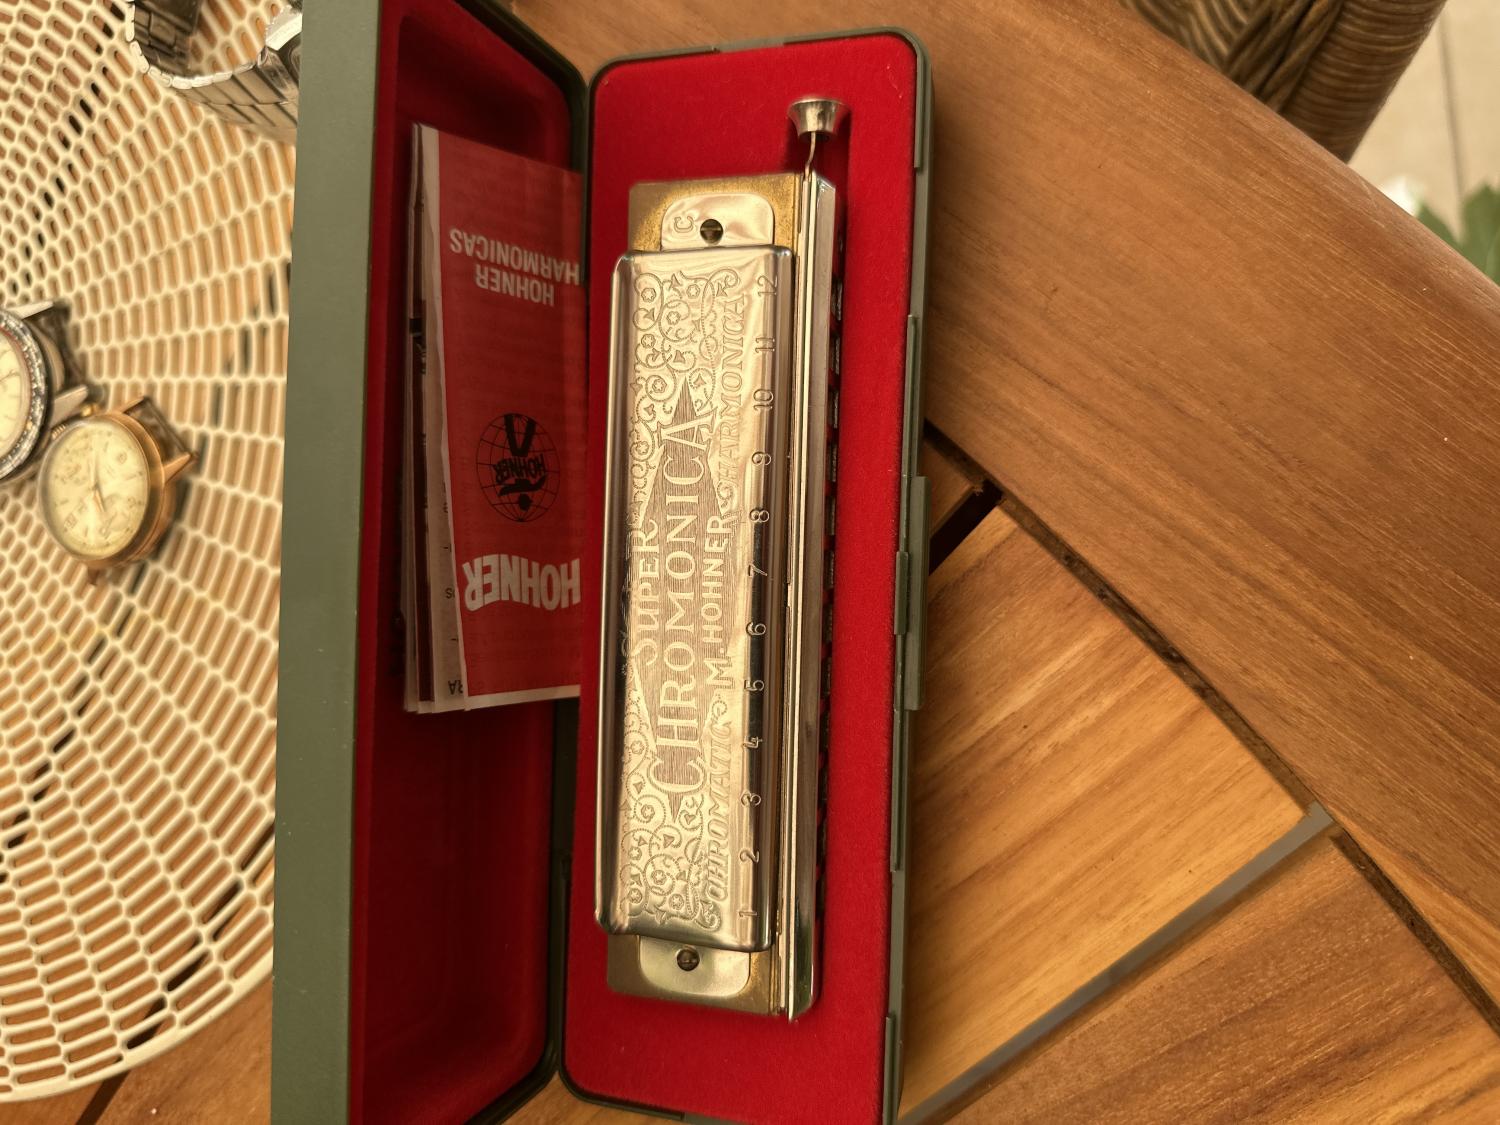 C
SUPER
CHROMONICA
CHROMATIC M. HOHNER HARMONICA
1 2 3 4 5 6 7 8 9 10 11 12
HOHNER
HOHNER
HOHNER
HARMONICAS